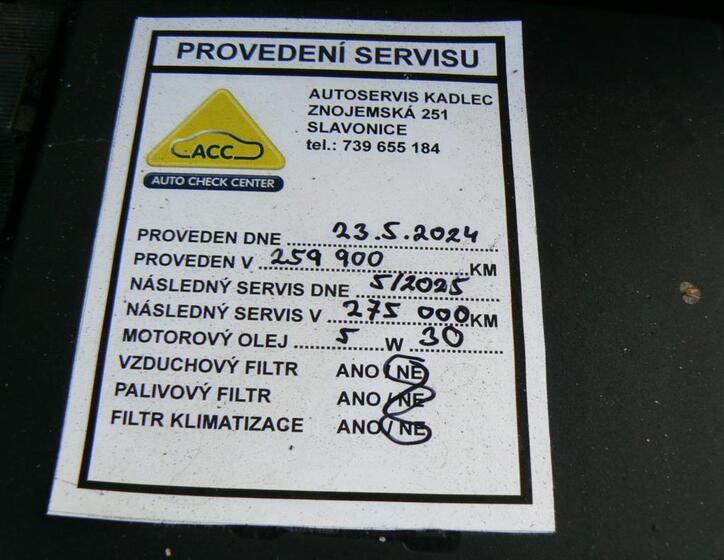 PROVEDENÍ SERVISU
AUTOSERVIS KADLEC
ZNOJEMSKÁ 251
SLAVONICE
tel.: 739 655 184
ACC
AUTO CHECK CENTER
PROVEDEN DNE 23.5.2024
PROVEDEN V 259 900 KM
NÁSLEDNÝ SERVIS DNE 5/2025
NÁSLEDNÝ SERVIS V 275 000 KM
MOTOROVÝ OLEJ 5 W 30
VZDUCHOVÝ FILTR ANO / NE
PALIVOVÝ FILTR ANO / NE
FILTR KLIMATIZACE ANO / NE